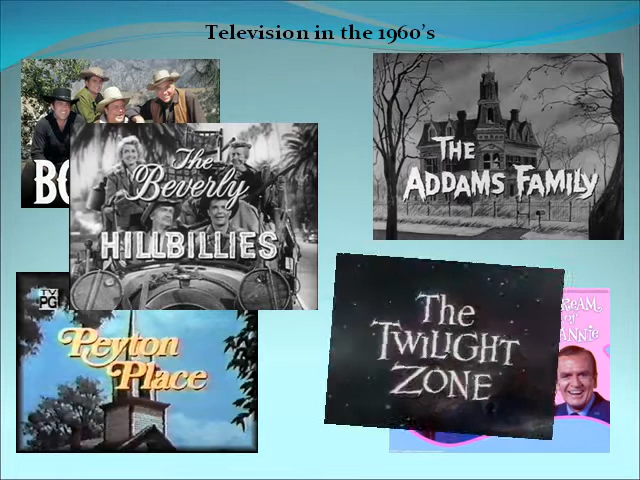 Television in the 1960's
BO
The
Beverly
HILLBILLIES
THE
ADDAMS FAMILY
TV
PG
Peyton
Place
The
TWILIGHT
ZONE
REAM
of
ANNIE